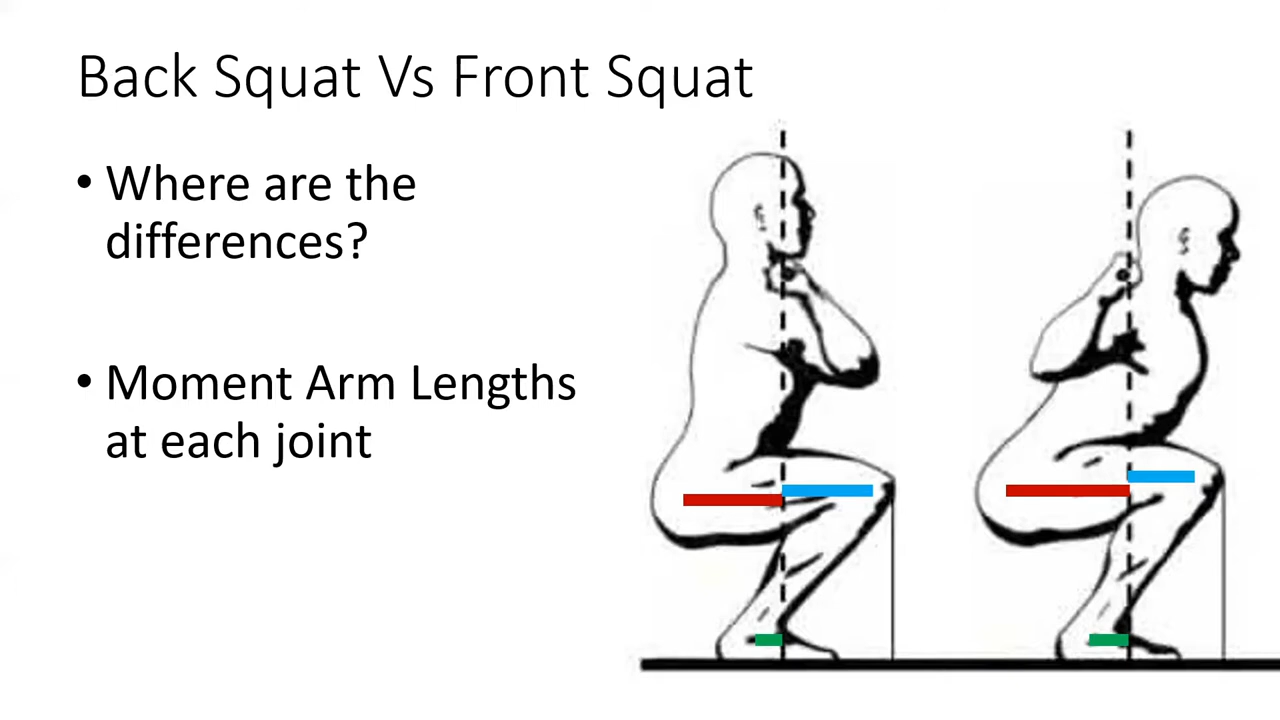 Back Squat Vs Front Squat
• Where are the
differences?
• Moment Arm Lengths
at each joint